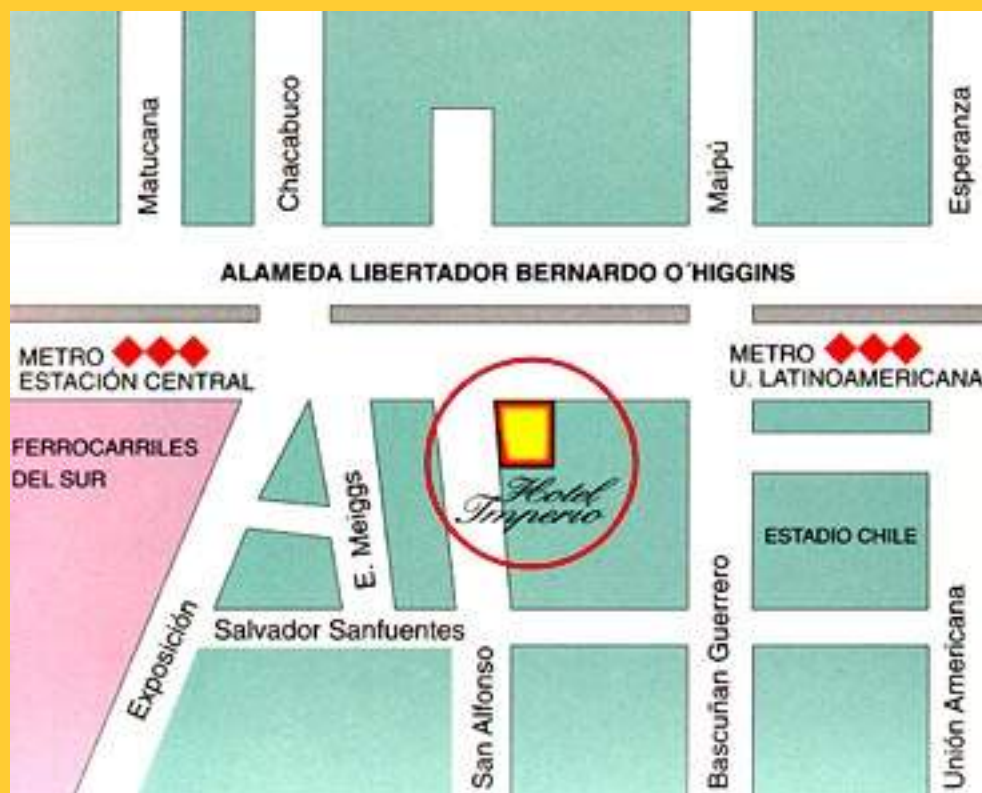 Matucana
Chacabuco
Maipú
Esperanza
ALAMEDA LIBERTADOR BERNARDO O´HIGGINS
METRO
ESTACIÓN CENTRAL
METRO
U. LATINOAMERICANA
FERROCARRILES
DEL SUR
E. Meiggs
Hotel
Imperio
ESTADIO CHILE
Exposición
Salvador Sanfuentes
San Alfonso
Bascuñan Guerrero
Unión Americana